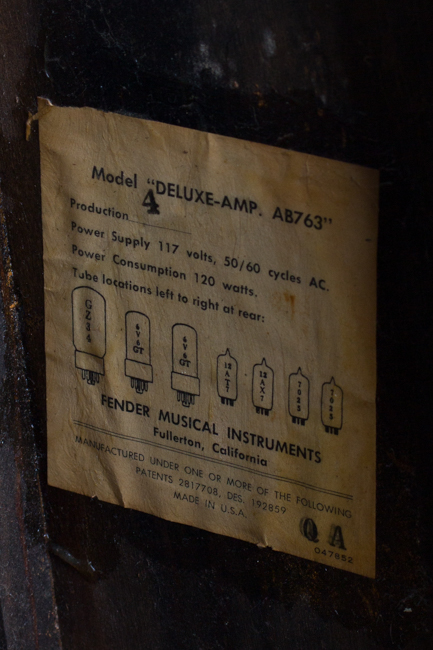 Model "DELUXE-AMP. AB763"
Production 4
Power Supply 117 volts, 50/60 cycles AC.
Power Consumption 120 watts.
Tube locations left to right at rear:
GZ34 6V6GT 6V6GT 12AT7 12AX7 7025 7025
FENDER MUSICAL INSTRUMENTS
Fullerton, California
MANUFACTURED UNDER ONE OR MORE OF THE FOLLOWING
PATENTS 2817708, DES. 192859
MADE IN U.S.A.
QA
047852